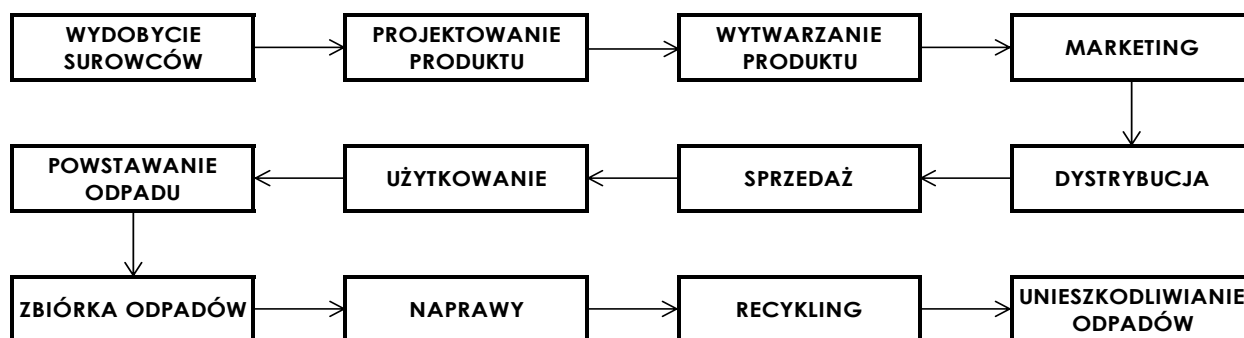 WYDOBYCIE
SUROWCÓW
PROJEKTOWANIE
PRODUKTU
WYTWARZANIE
PRODUKTU
MARKETING
POWSTAWANIE
ODPADU
UŻYTKOWANIE
SPRZEDAŻ
DYSTRYBUCJA
ZBIÓRKA ODPADÓW
NAPRAWY
RECYKLING
UNIESZKODLIWIANIE
ODPADÓW